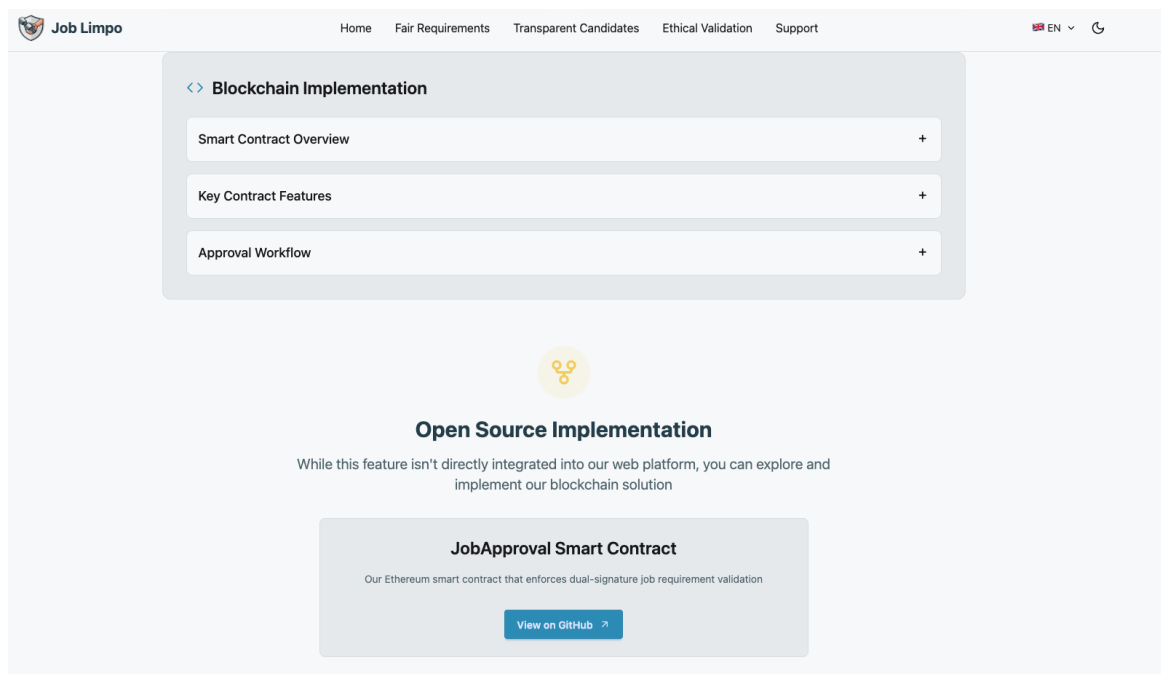 Job Limpo
Home Fair Requirements Transparent Candidates Ethical Validation Support
EN
Blockchain Implementation
Smart Contract Overview +
Key Contract Features +
Approval Workflow +
Open Source Implementation
While this feature isn't directly integrated into our web platform, you can explore and
implement our blockchain solution
JobApproval Smart Contract
Our Ethereum smart contract that enforces dual-signature job requirement validation
View on GitHub